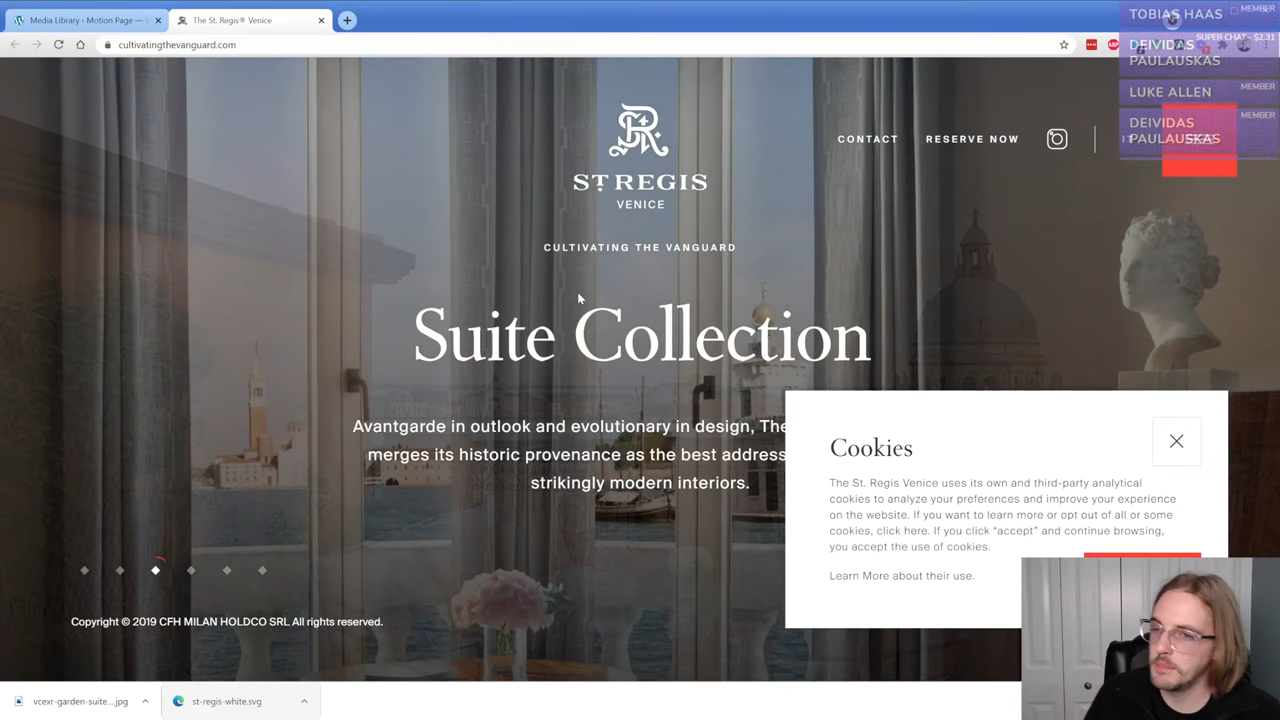 Media Library ‹ Motion Page —
The St. Regis® Venice
cultivatingthevanguard.com
TOBIAS HAAS
MEMBER
SUPER CHAT - $2.31
DEIVIDAS
PAULAUSKAS
LUKE ALLEN
MEMBER
DEIVIDAS
PAULAUSKAS
MEMBER
CONTACT
RESERVE NOW
IT
ST REGIS
VENICE
CULTIVATING THE VANGUARD
Suite Collection
Avantgarde in outlook and evolutionary in design, The
merges its historic provenance as the best address
strikingly modern interiors.
Cookies
The St. Regis Venice uses its own and third-party analytical
cookies to analyze your preferences and improve your experience
on the website. If you want to learn more or opt out of all or some
cookies, click here. If you click “accept” and continue browsing,
you accept the use of cookies.
Learn More about their use.
Copyright © 2019 CFH MILAN HOLDCO SRL All rights reserved.
vcexr-garden-suite....jpg
st-regis-white.svg